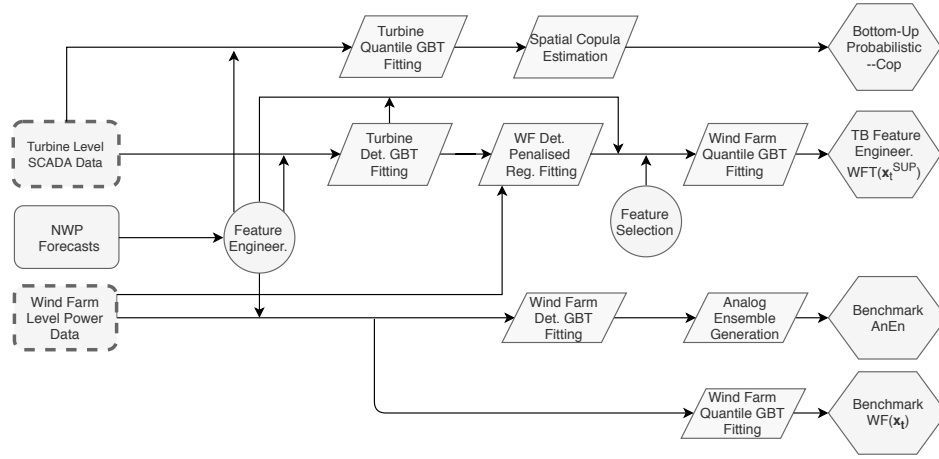 Turbine
Quantile GBT
Fitting
Spatial Copula
Estimation
Bottom-Up
Probabilistic
--Cop
Turbine Level
SCADA Data
Turbine
Det. GBT
Fitting
WF Det.
Penalised
Reg. Fitting
Wind Farm
Quantile GBT
Fitting
TB Feature
Engineer.
WFT(x_t^SUP)
NWP
Forecasts
Feature
Engineer.
Feature
Selection
Wind Farm
Level Power
Data
Wind Farm
Det. GBT
Fitting
Analog
Ensemble
Generation
Benchmark
AnEn
Wind Farm
Quantile GBT
Fitting
Benchmark
WF(x_t)